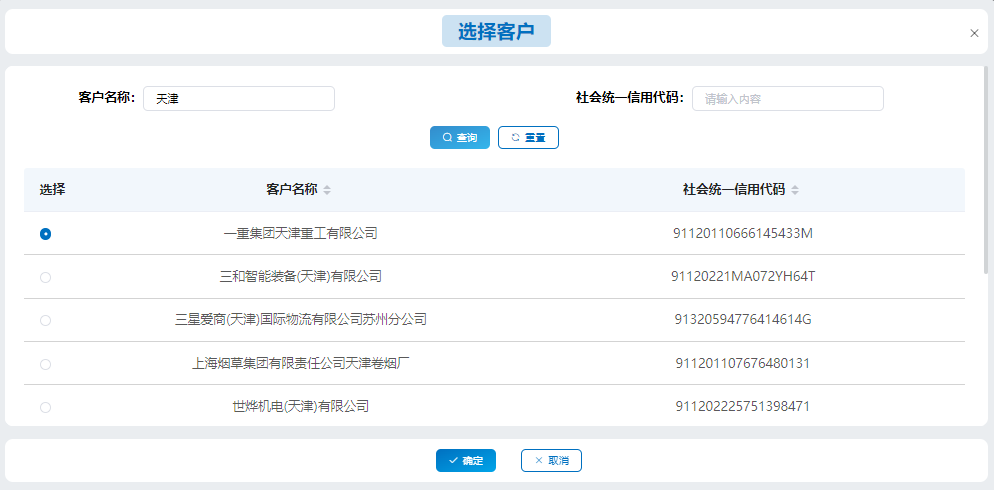 选择客户
客户名称： 天津 社会统一信用代码： 请输入内容
查询 重置
选择 客户名称 社会统一信用代码
一重集团天津重工有限公司 91120110666145433M
三和智能装备(天津)有限公司 91120221MA072YH64T
三星爱商(天津)国际物流有限公司苏州分公司 91320594776414614G
上海烟草集团有限责任公司天津卷烟厂 911201107676480131
世烨机电(天津)有限公司 911202225751398471
确定 取消